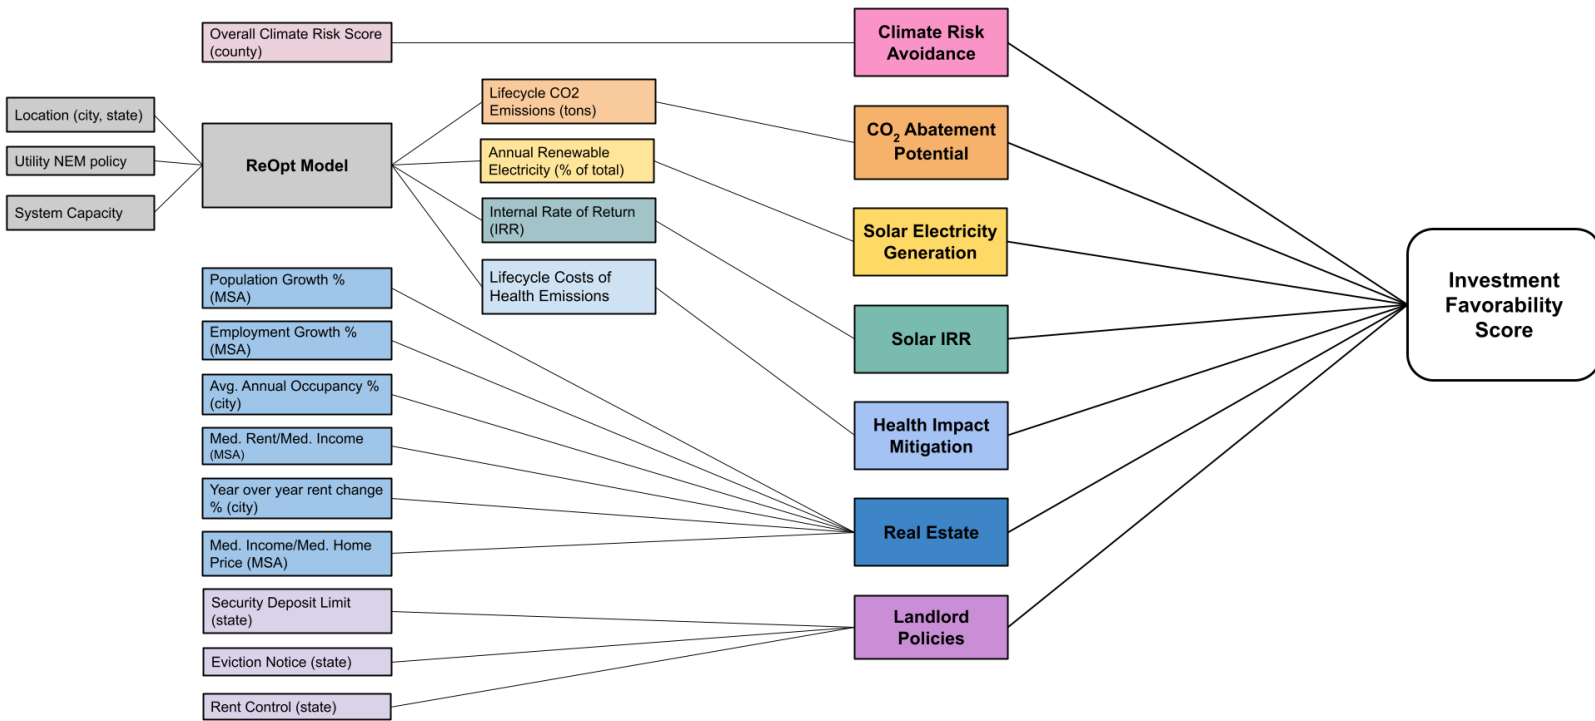 Overall Climate Risk Score
(county)
Climate Risk
Avoidance
Location (city, state)
Utility NEM policy
System Capacity
ReOpt Model
Lifecycle CO2
Emissions (tons)
Annual Renewable
Electricity (% of total)
Internal Rate of Return
(IRR)
Lifecycle Costs of
Health Emissions
CO2 Abatement
Potential
Solar Electricity
Generation
Solar IRR
Health Impact
Mitigation
Population Growth %
(MSA)
Employment Growth %
(MSA)
Avg. Annual Occupancy %
(city)
Med. Rent/Med. Income
(MSA)
Year over year rent change
% (city)
Med. Income/Med. Home
Price (MSA)
Real Estate
Security Deposit Limit
(state)
Eviction Notice (state)
Rent Control (state)
Landlord
Policies
Investment
Favorability
Score